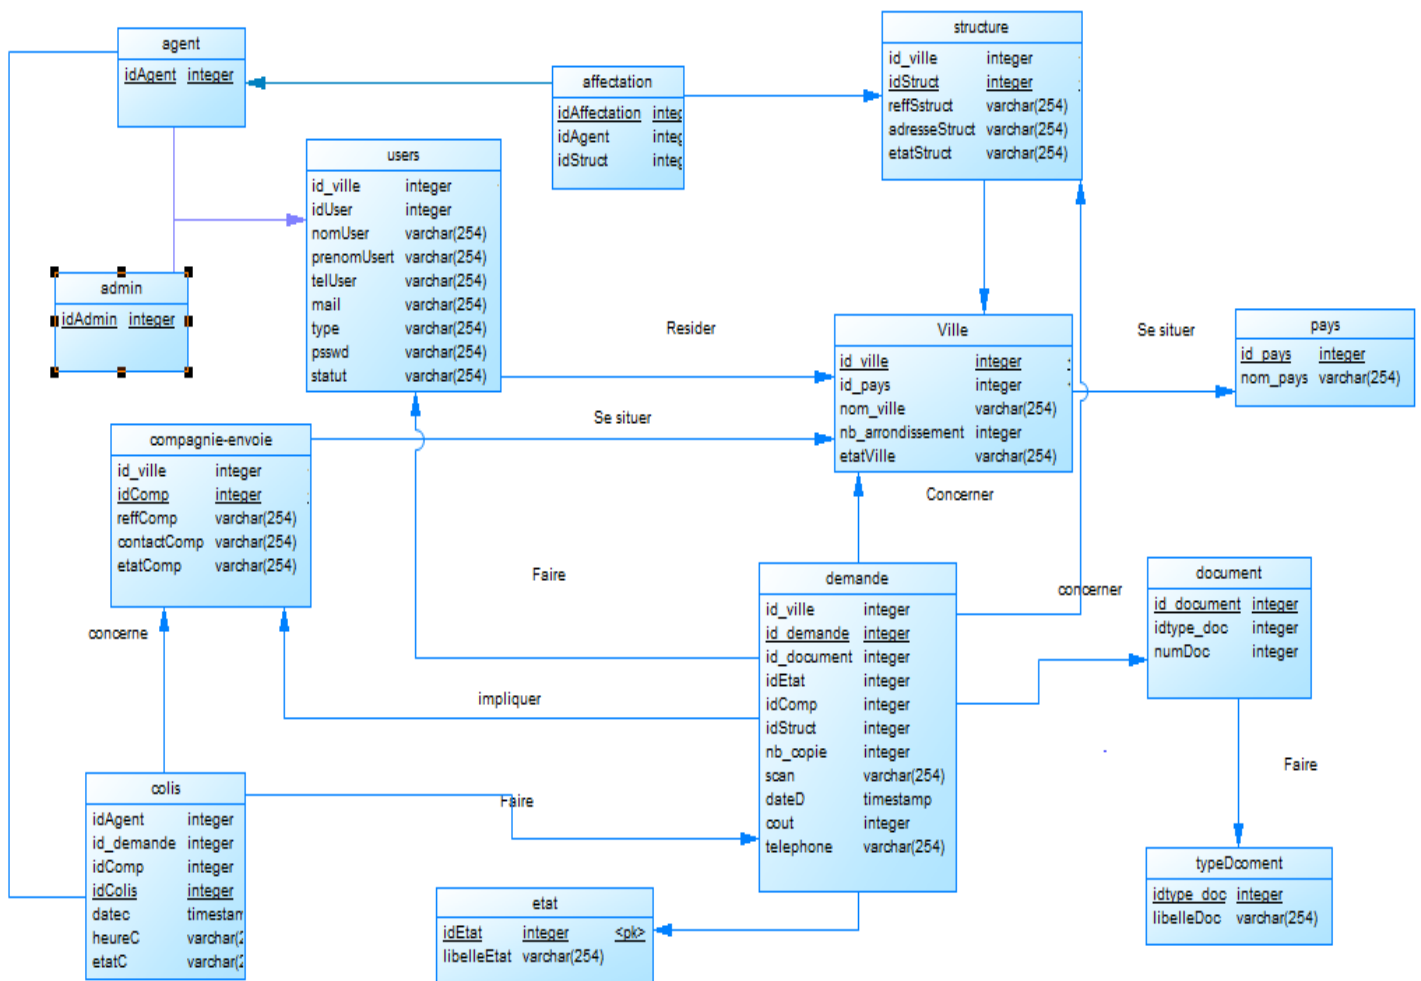 agent
idAgent integer
structure
id_ville integer
idStruct integer
reffSstruct varchar(254)
adresseStruct varchar(254)
etatStruct varchar(254)
affectation
idAffectation integ
idAgent integ
idStruct integ
users
id_ville integer
idUser integer
nomUser varchar(254)
prenomUsert varchar(254)
telUser varchar(254)
mail varchar(254)
type varchar(254)
psswd varchar(254)
statut varchar(254)
admin
idAdmin integer
Resider
Ville
id_ville integer
id_pays integer
nom_ville varchar(254)
nb_arrondissement integer
etatVille varchar(254)
Se situer
pays
id_pays integer
nom_pays varchar(254)
Se situer
compagnie-envoie
id_ville integer
idComp integer
reffComp varchar(254)
contactComp varchar(254)
etatComp varchar(254)
Concerner
Faire
concerner
demande
id_ville integer
id_demande integer
id_document integer
idEtat integer
idComp integer
idStruct integer
nb_copie integer
scan varchar(254)
dateD timestamp
cout integer
telephone varchar(254)
document
id_document integer
idtype_doc integer
numDoc integer
concerne
impliquer
Faire
colis
idAgent integer
id_demande integer
idComp integer
idColis integer
datec timestam
heureC varchar(2
etatC varchar(2
Faire
typeDcoment
idtype_doc integer
libelleDoc varchar(254)
etat
idEtat integer <pk>
libelleEtat varchar(254)